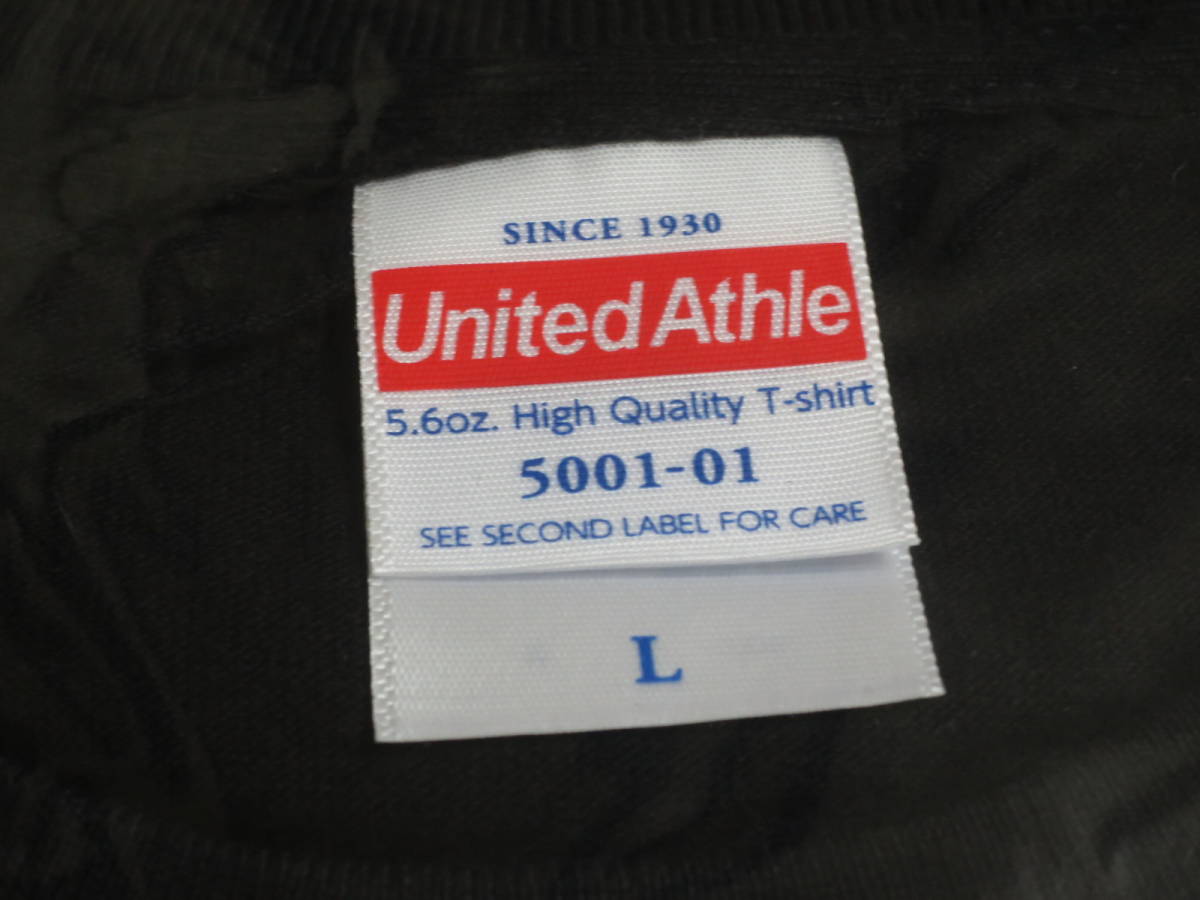 SINCE 1930
United Athle
5.6oz. High Quality T-shirt
5001-01
SEE SECOND LABEL FOR CARE
L